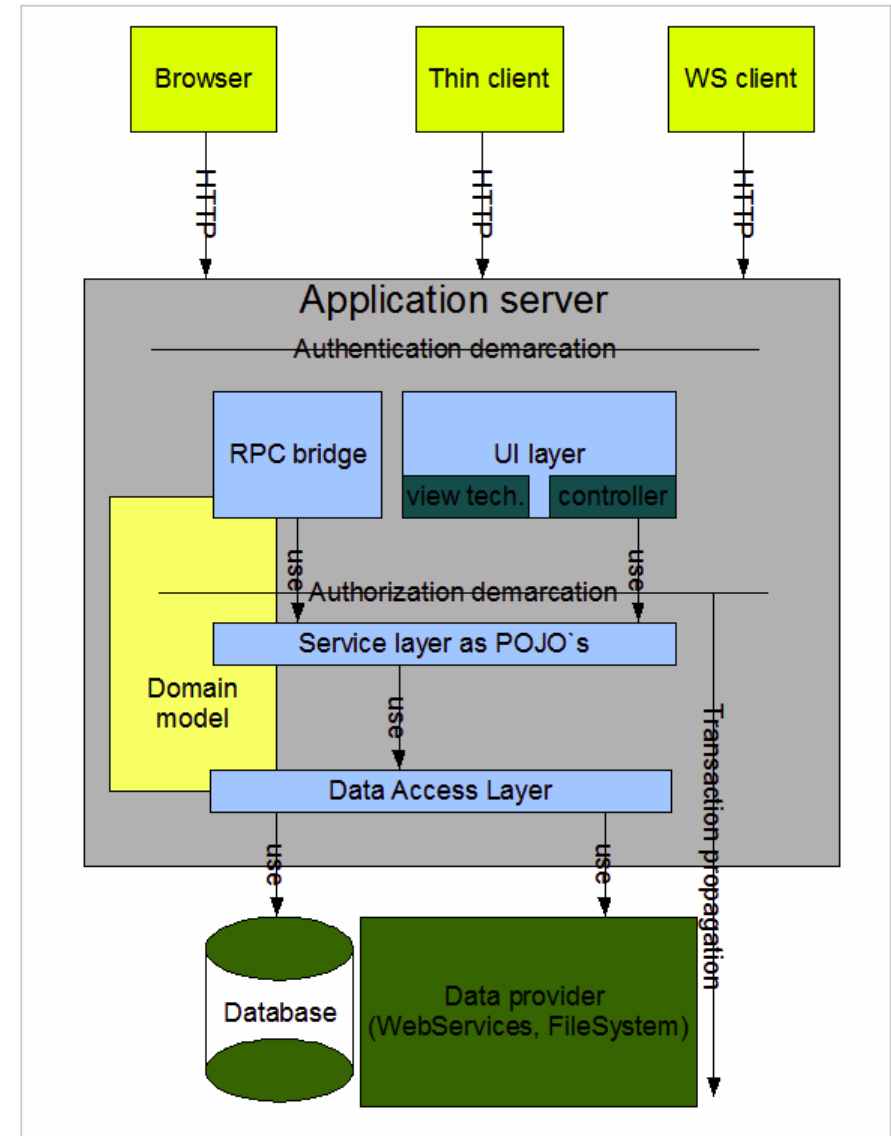 Browser
Thin client
WS client
HTTP
HTTP
HTTP
Application server
Authentication demarcation
RPC bridge
UI layer
view tech.
controller
use
use
Authorization demarcation
Service layer as POJO`s
Domain
model
use
Transaction propagation
Data Access Layer
use
use
Database
Data provider
(WebServices, FileSystem)